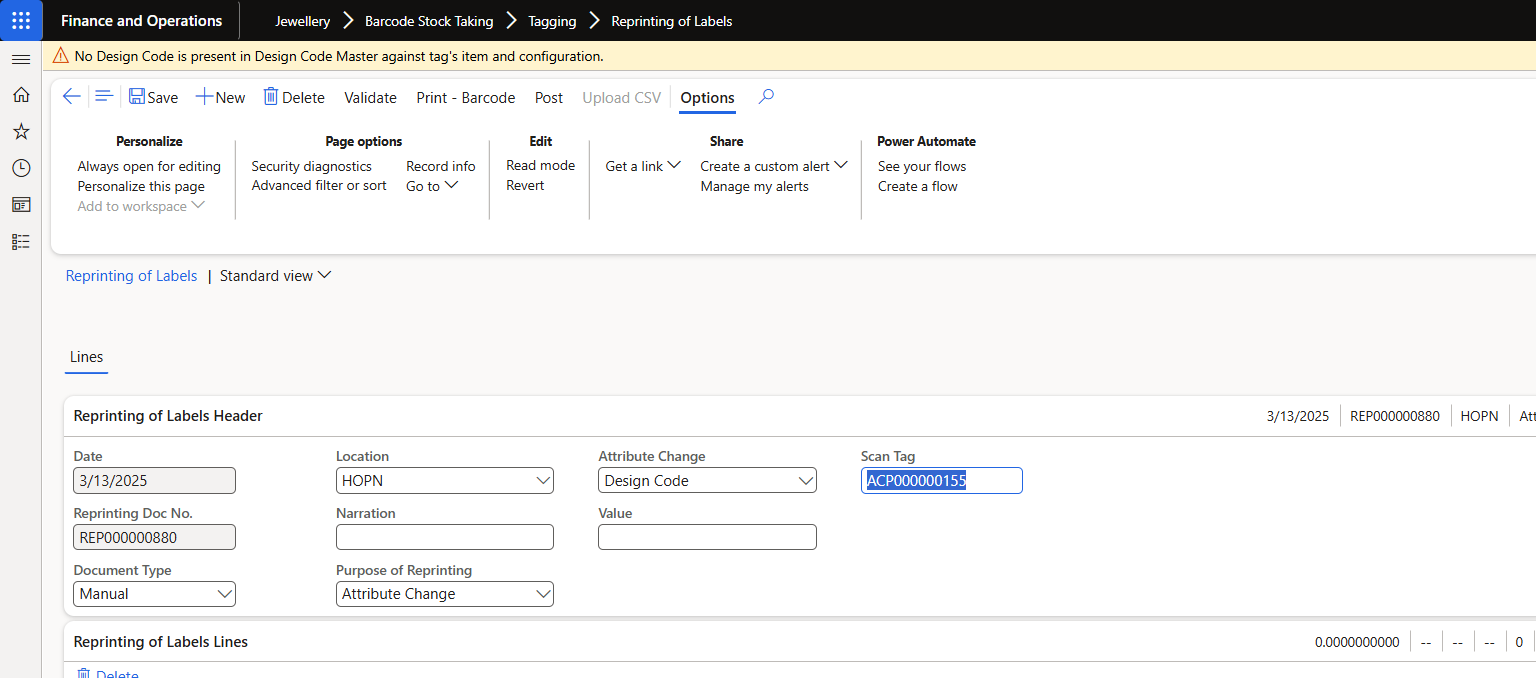 Finance and Operations Jewellery Barcode Stock Taking Tagging Reprinting of Labels
No Design Code is present in Design Code Master against tag's item and configuration.
Save New Delete Validate Print - Barcode Post Upload CSV Options
Personalize Page options Edit Share Power Automate
Always open for editing Security diagnostics Record info Read mode Get a link Create a custom alert See your flows
Personalize this page Advanced filter or sort Go to Revert Manage my alerts Create a flow
Add to workspace
Reprinting of Labels | Standard view
Lines
Reprinting of Labels Header 3/13/2025 REP000000880 HOPN Att
Date Location Attribute Change Scan Tag
3/13/2025 HOPN Design Code ACP000000155
Reprinting Doc No. Narration Value
REP000000880
Document Type Purpose of Reprinting
Manual Attribute Change
Reprinting of Labels Lines 0.0000000000 -- -- -- 0
Delete